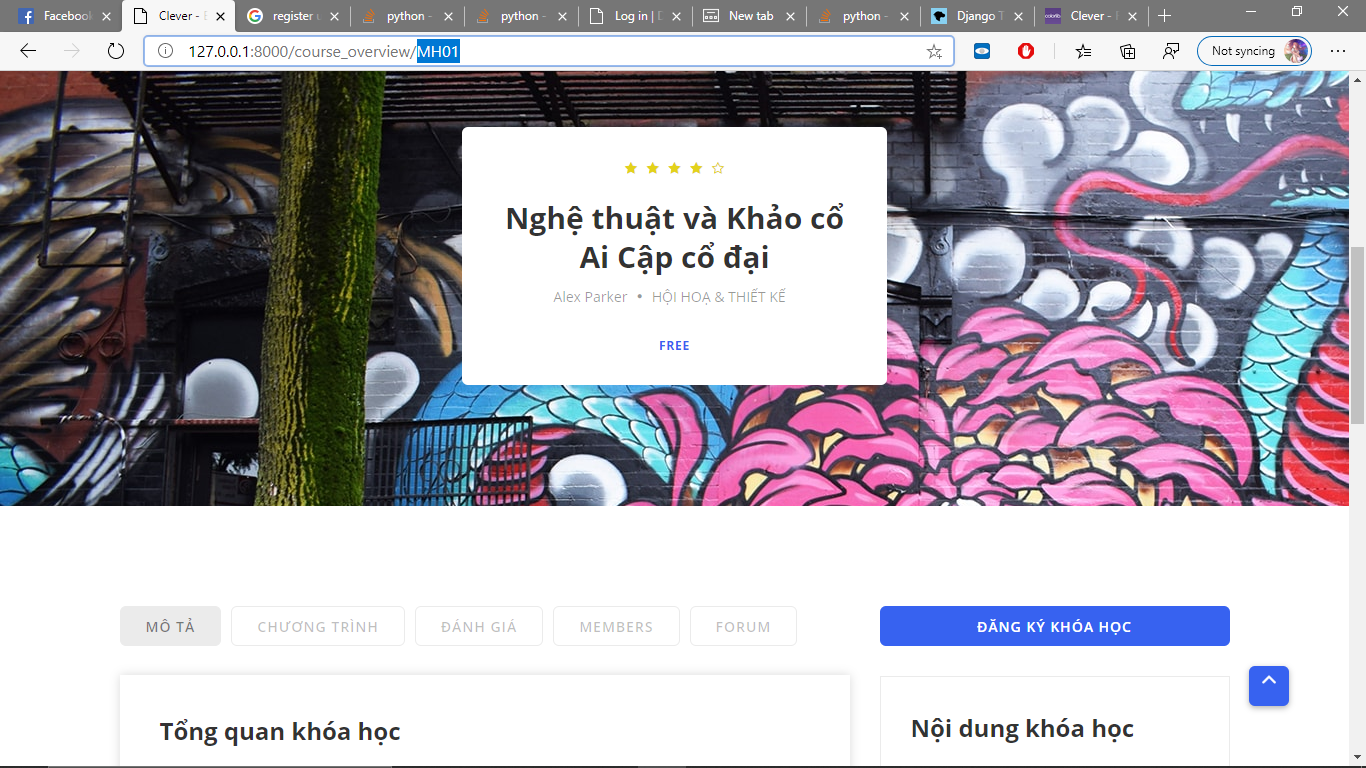 Facebook
Clever - E
register u
python -
python -
Log in | D
New tab
python -
Django T
colorlib
Clever - E
127.0.0.1:8000/course_overview/MH01
Not syncing
Nghệ thuật và Khảo cổ
Ai Cập cổ đại
Alex Parker • HỘI HOẠ & THIẾT KẾ
FREE
MÔ TẢ
CHƯƠNG TRÌNH
ĐÁNH GIÁ
MEMBERS
FORUM
ĐĂNG KÝ KHÓA HỌC
Tổng quan khóa học
Nội dung khóa học